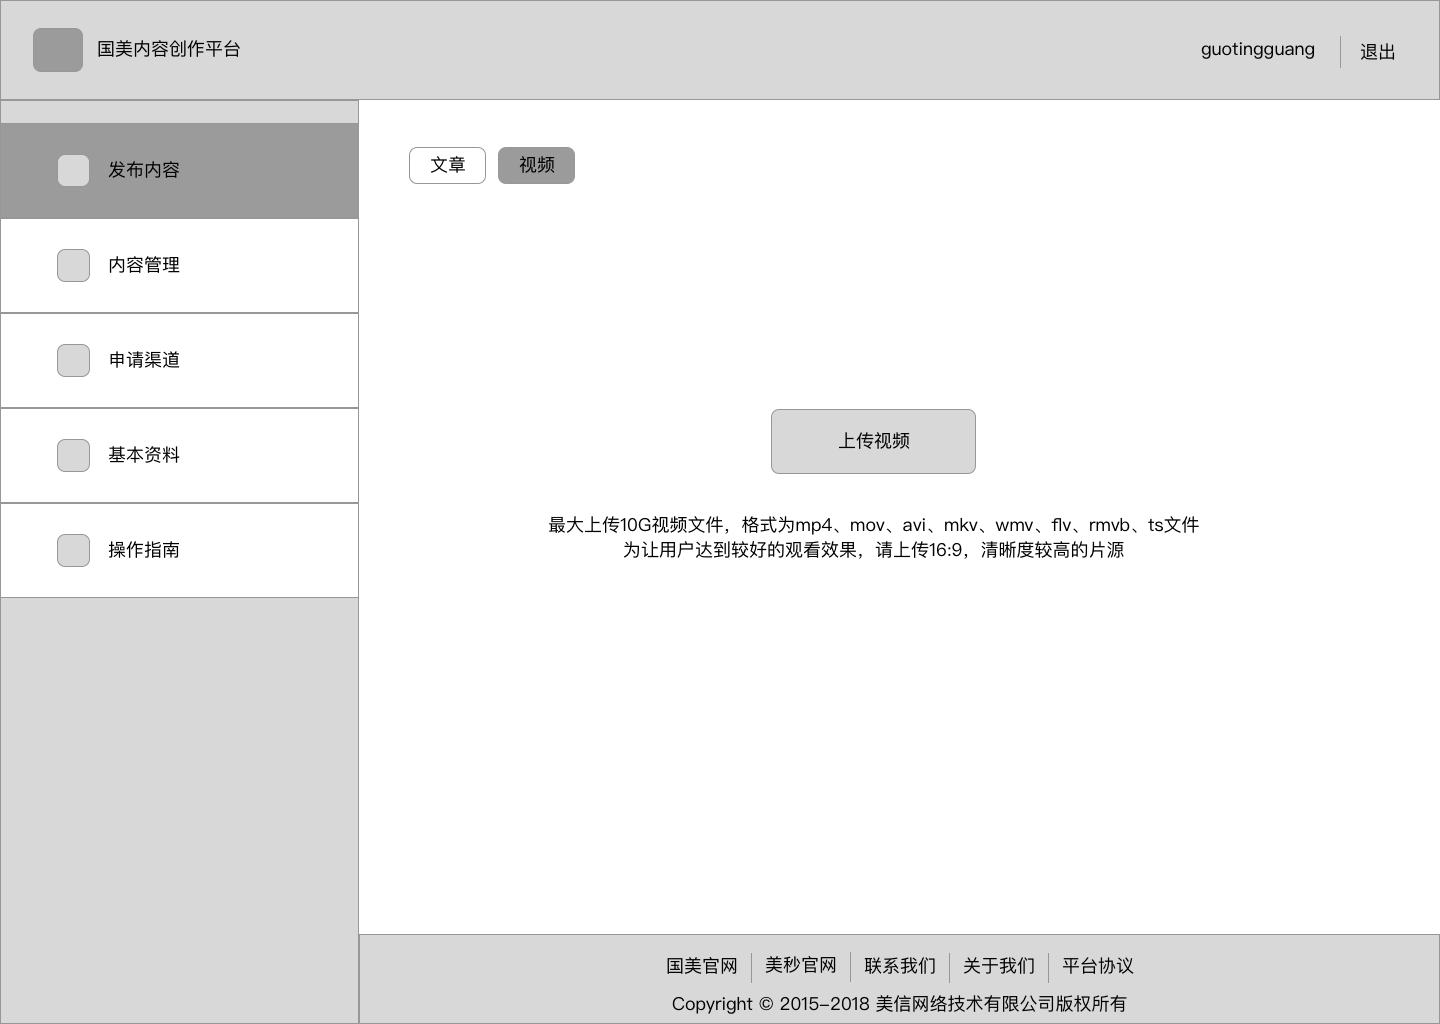 国美内容创作平台
guotingguang
退出
发布内容
内容管理
申请渠道
基本资料
操作指南
文章
视频
上传视频
最大上传10G视频文件，格式为mp4、mov、avi、mkv、wmv、flv、rmvb、ts文件
为让用户达到较好的观看效果，请上传16:9，清晰度较高的片源
国美官网
美秒官网
联系我们
关于我们
平台协议
Copyright © 2015-2018 美信网络技术有限公司版权所有